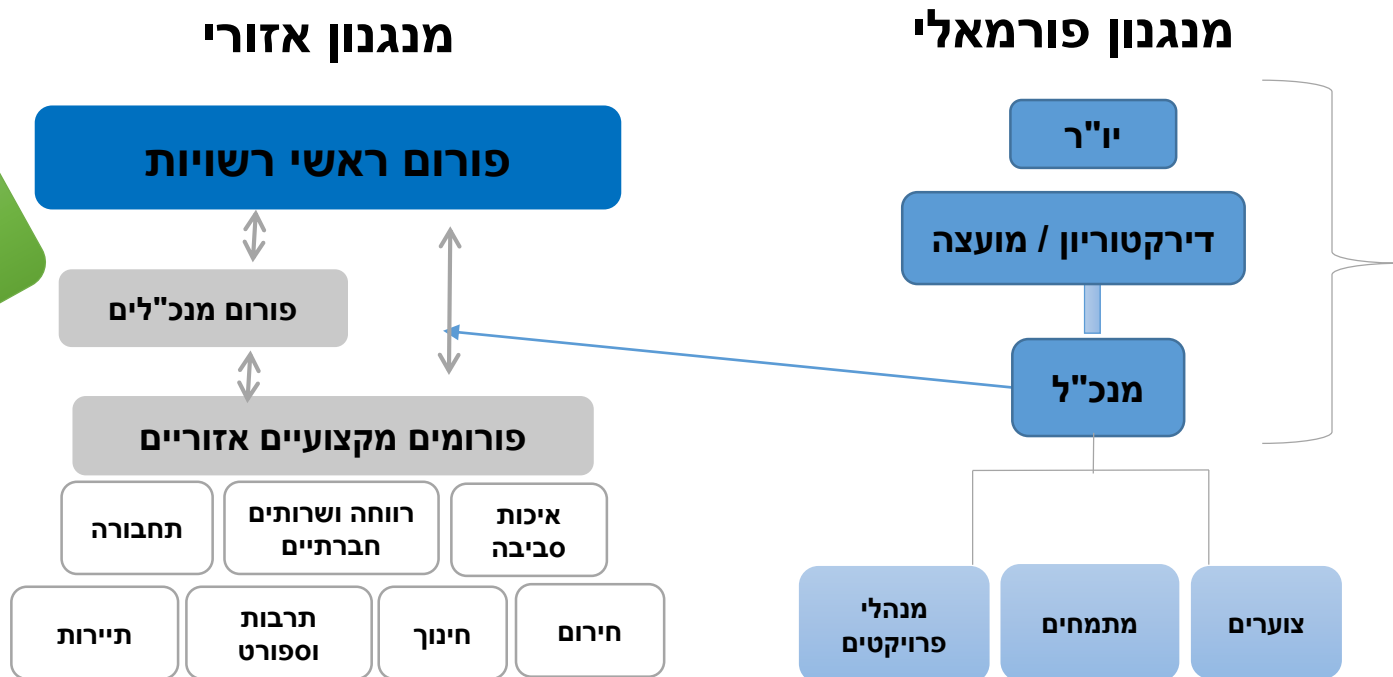 מנגנון פורמאלי
יו"ר
דירקטוריון / מועצה
מנכ"ל
צוערים
מתמחים
מנהלי
פרויקטים
מנגנון אזורי
פורום ראשי רשויות
פורום מנכ"לים
פורומים מקצועיים אזוריים
איכות
סביבה
רווחה ושרותים
חברתיים
תחבורה
חירום
חינוך
תרבות
וספורט
תיירות